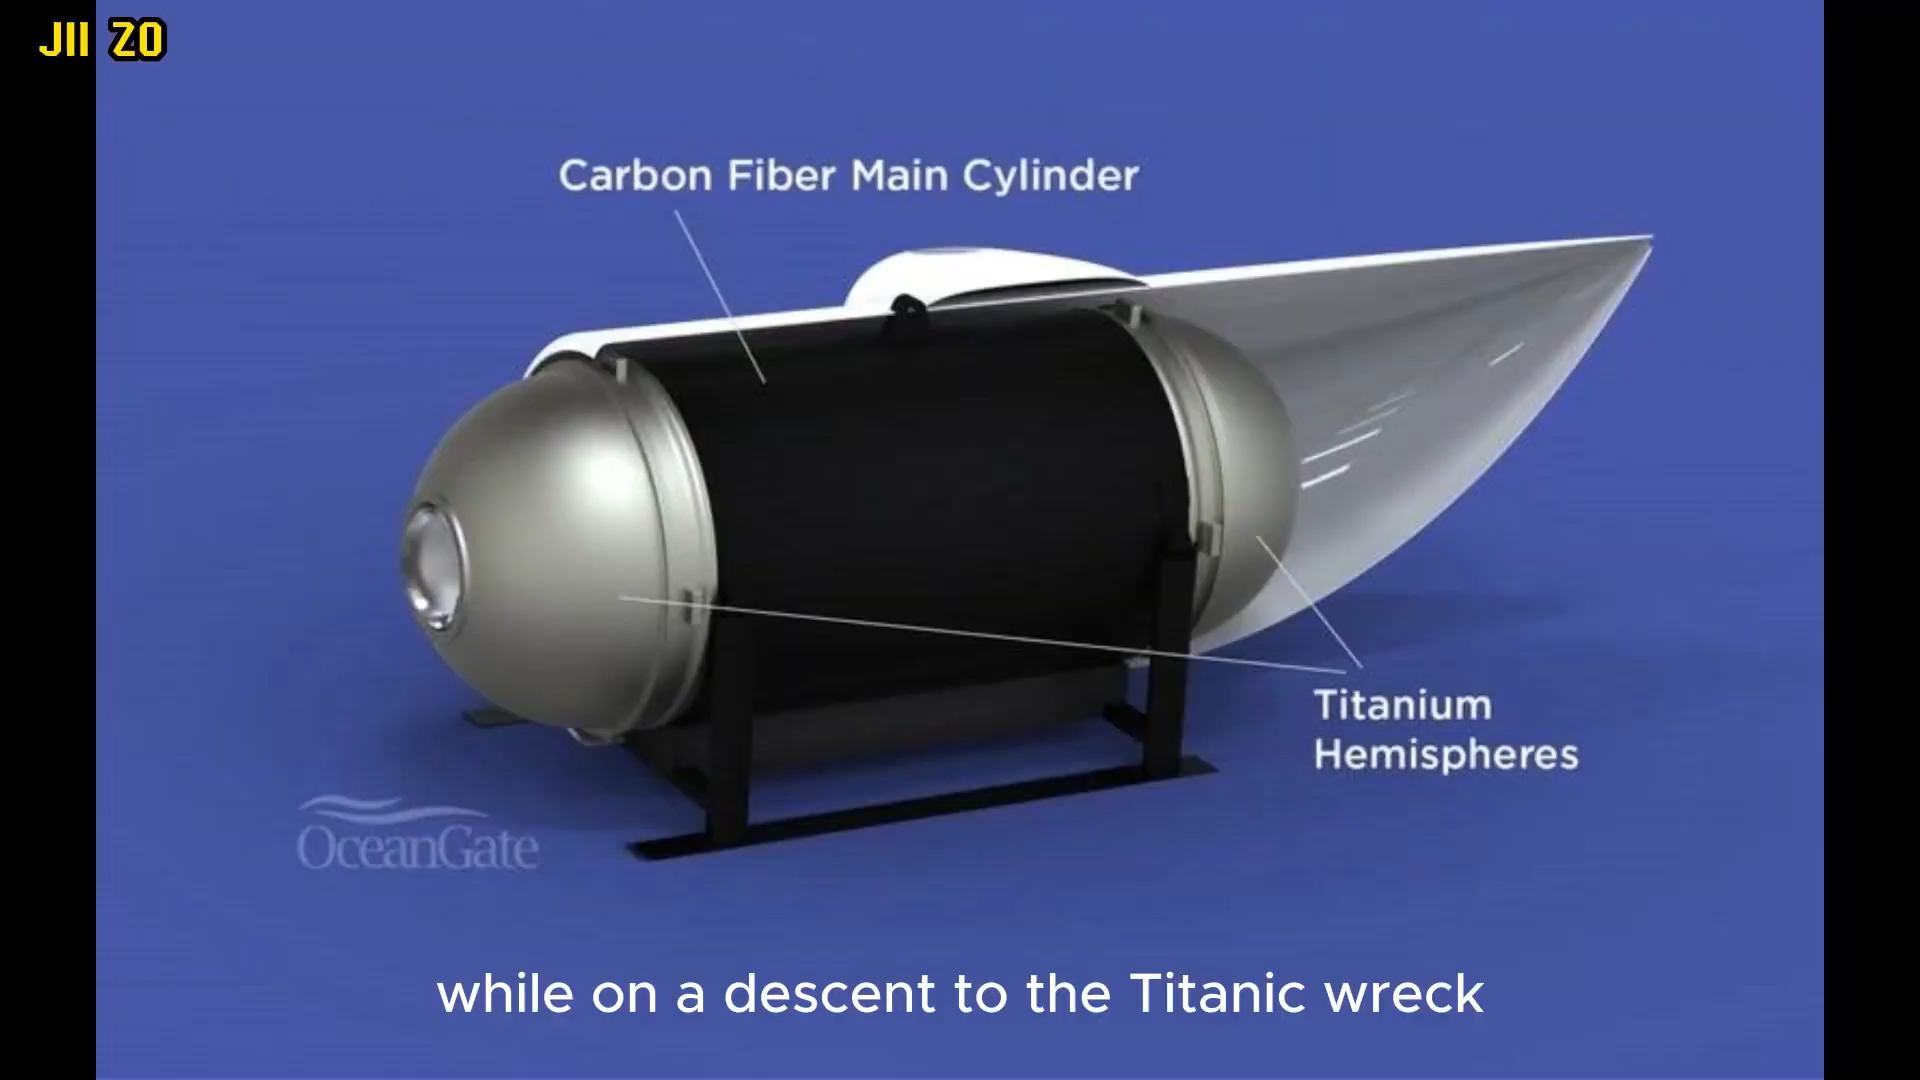 JII ZO
Carbon Fiber Main Cylinder
Titanium
Hemispheres
OceanGate
while on a descent to the Titanic wreck